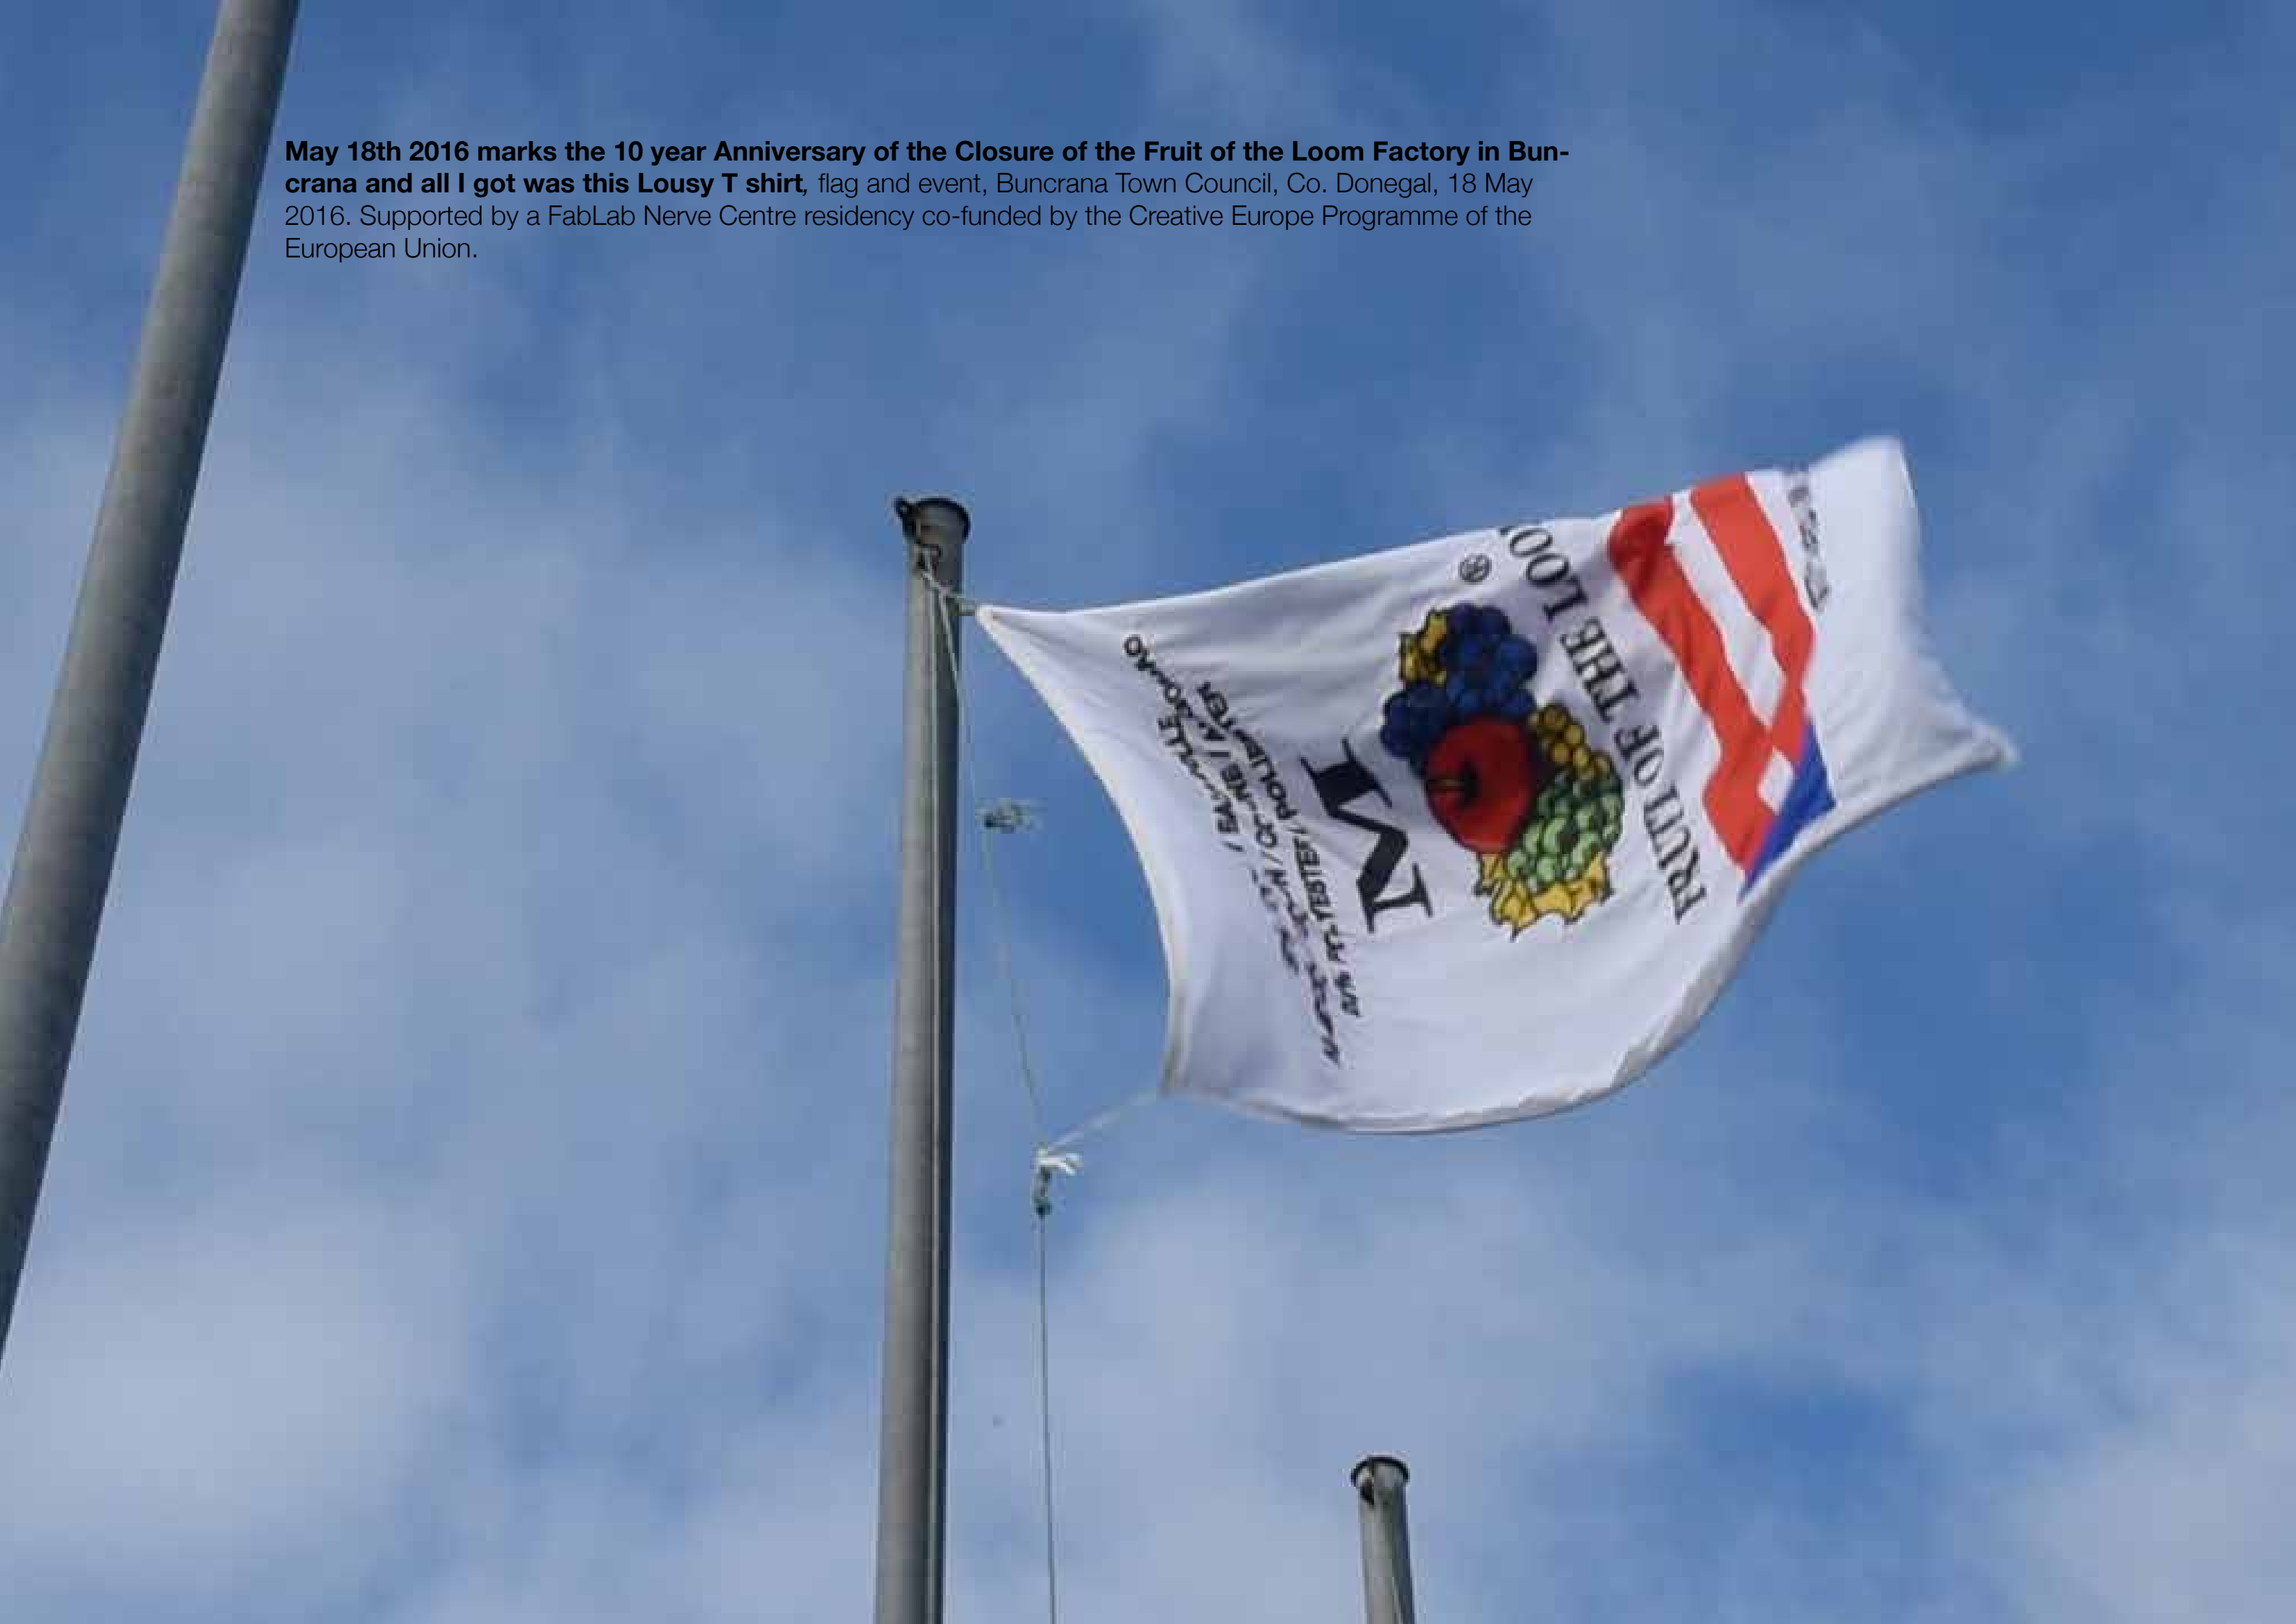 May 18th 2016 marks the 10 year Anniversary of the Closure of the Fruit of the Loom Factory in Bun-
crana and all I got was this Lousy T shirt, flag and event, Buncrana Town Council, Co. Donegal, 18 May
2016. Supported by a FabLab Nerve Centre residency co-funded by the Creative Europe Programme of the
European Union.
FRUIT OF THE
®
M